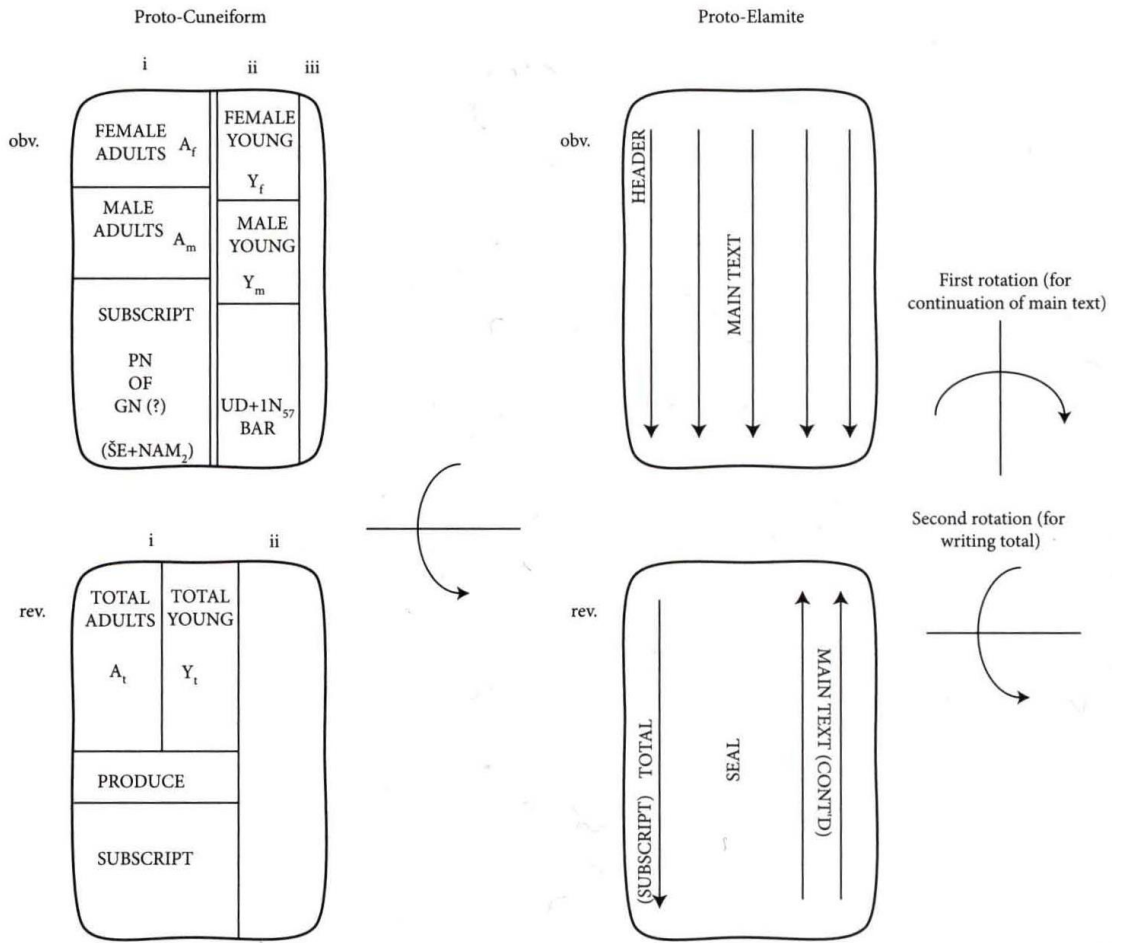 Proto-Cuneiform
i
ii
iii
obv.
FEMALE
ADULTS A_f
MALE
ADULTS A_m
SUBSCRIPT
PN
OF
GN (?)
(ŠE+NAM₂)
FEMALE
YOUNG
Y_f
MALE
YOUNG
Y_m
UD+1N₅₇
BAR
i
ii
rev.
TOTAL
ADULTS
A_t
TOTAL
YOUNG
Y_t
PRODUCE
SUBSCRIPT
Proto-Elamite
obv.
HEADER
MAIN TEXT
First rotation (for
continuation of main text)
Second rotation (for
writing total)
rev.
(SUBSCRIPT) TOTAL
SEAL
MAIN TEXT (CONT'D)